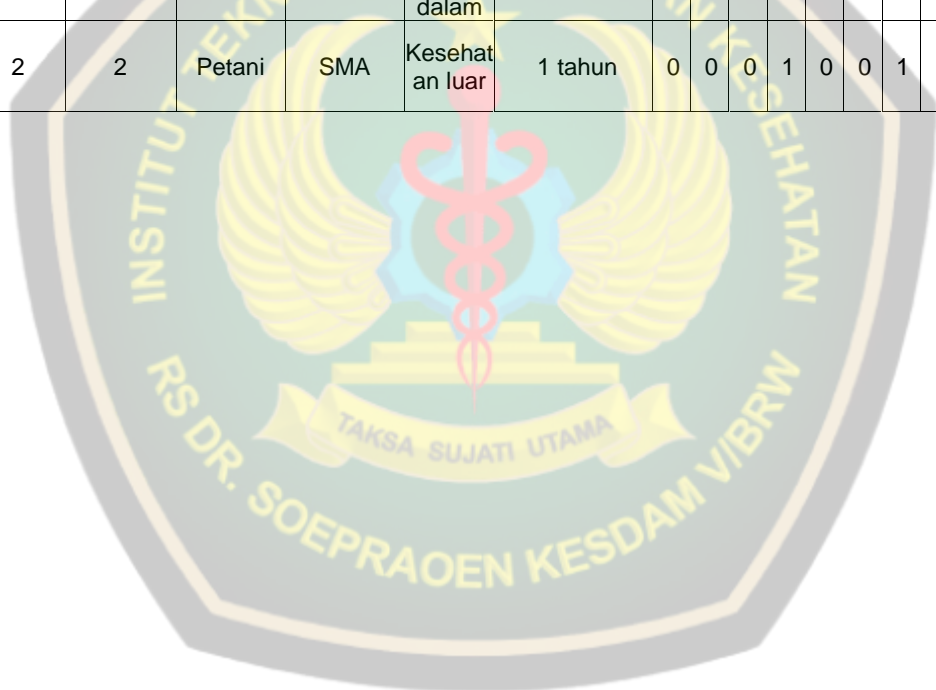 dalam
2 2 Petani SMA Kesehat an luar 1 tahun 0 0 0 1 0 0 1
INSTITUT TEKN AN KESEHATAN
TAKSA SUJATI UTAMA
RS DR. SOEPRAOEN KESDAM V/BRW